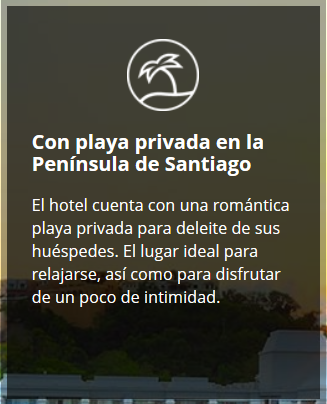 Con playa privada en la
Península de Santiago
El hotel cuenta con una romántica
playa privada para deleite de sus
huéspedes. El lugar ideal para
relajarse, así como para disfrutar
de un poco de intimidad.